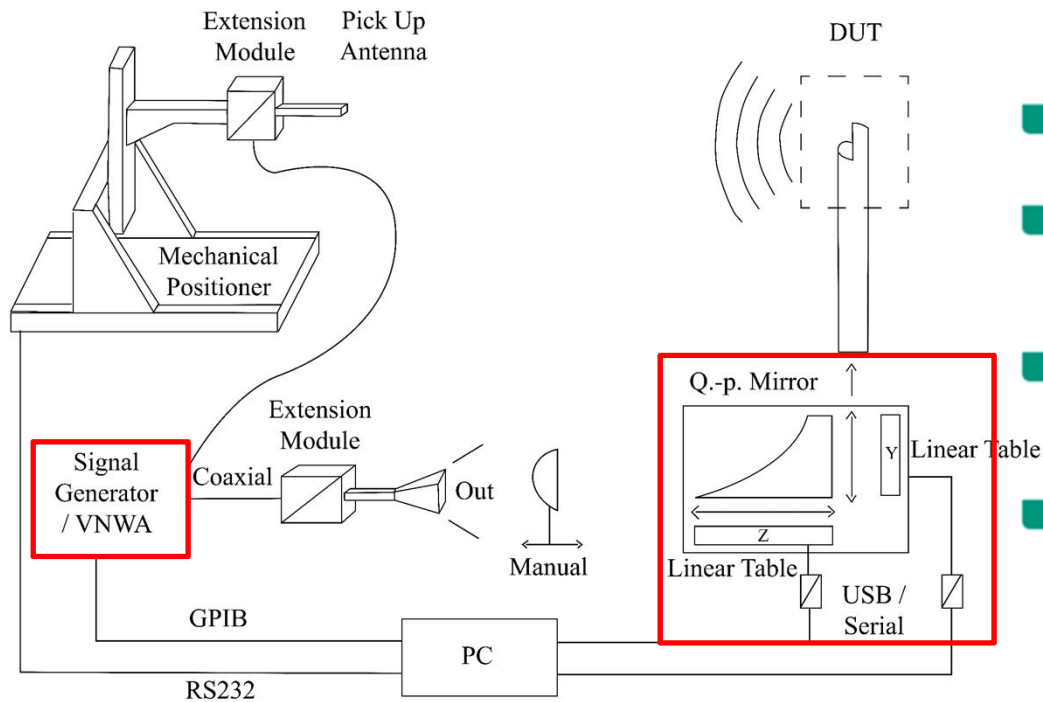 Extension
Module
Pick Up
Antenna
DUT
Mechanical
Positioner
Q.-p. Mirror
Extension
Module
Signal
Generator
/ VNWA
Coaxial
Out
Manual
Y
Linear Table
Z
Linear Table
USB /
Serial
GPIB
PC
RS232